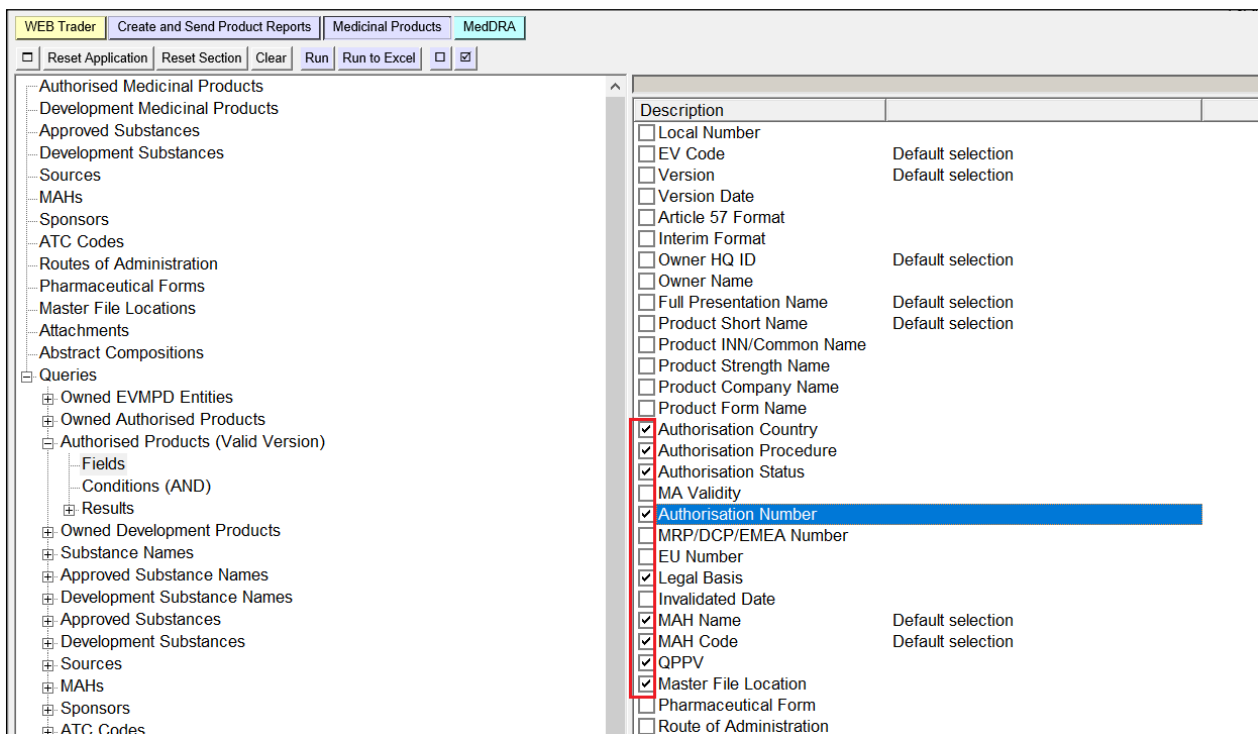 WEB Trader Create and Send Product Reports Medicinal Products MedDRA
Reset Application Reset Section Clear Run Run to Excel
Authorised Medicinal Products
Development Medicinal Products
Approved Substances
Development Substances
Sources
MAHs
Sponsors
ATC Codes
Routes of Administration
Pharmaceutical Forms
Master File Locations
Attachments
Abstract Compositions
Queries
Owned EVMPD Entities
Owned Authorised Products
Authorised Products (Valid Version)
Fields
Conditions (AND)
Results
Owned Development Products
Substance Names
Approved Substance Names
Development Substance Names
Approved Substances
Development Substances
Sources
MAHs
Sponsors
ATC Codes
Description
Local Number
EV Code Default selection
Version Default selection
Version Date
Article 57 Format
Interim Format
Owner HQ ID Default selection
Owner Name
Full Presentation Name Default selection
Product Short Name Default selection
Product INN/Common Name
Product Strength Name
Product Company Name
Product Form Name
Authorisation Country
Authorisation Procedure
Authorisation Status
MA Validity
Authorisation Number
MRP/DCP/EMEA Number
EU Number
Legal Basis
Invalidated Date
MAH Name Default selection
MAH Code Default selection
QPPV
Master File Location
Pharmaceutical Form
Route of Administration